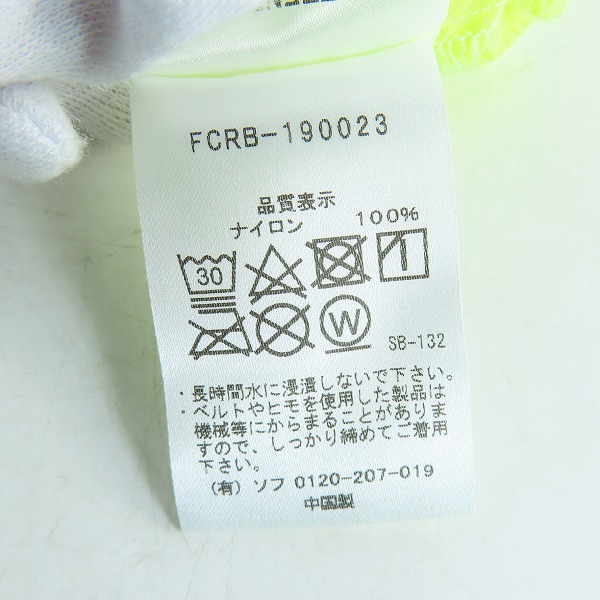 FCRB-190023
品質表示
ナイロン 100%
30
W
SB-132
・長時間水に浸漬しないで下さい。
・ベルトやヒモを使用した製品は
機械等にからまることがありま
すので、しっかり締めてご着用
下さい。
(有) ソフ 0120-207-019
中国製